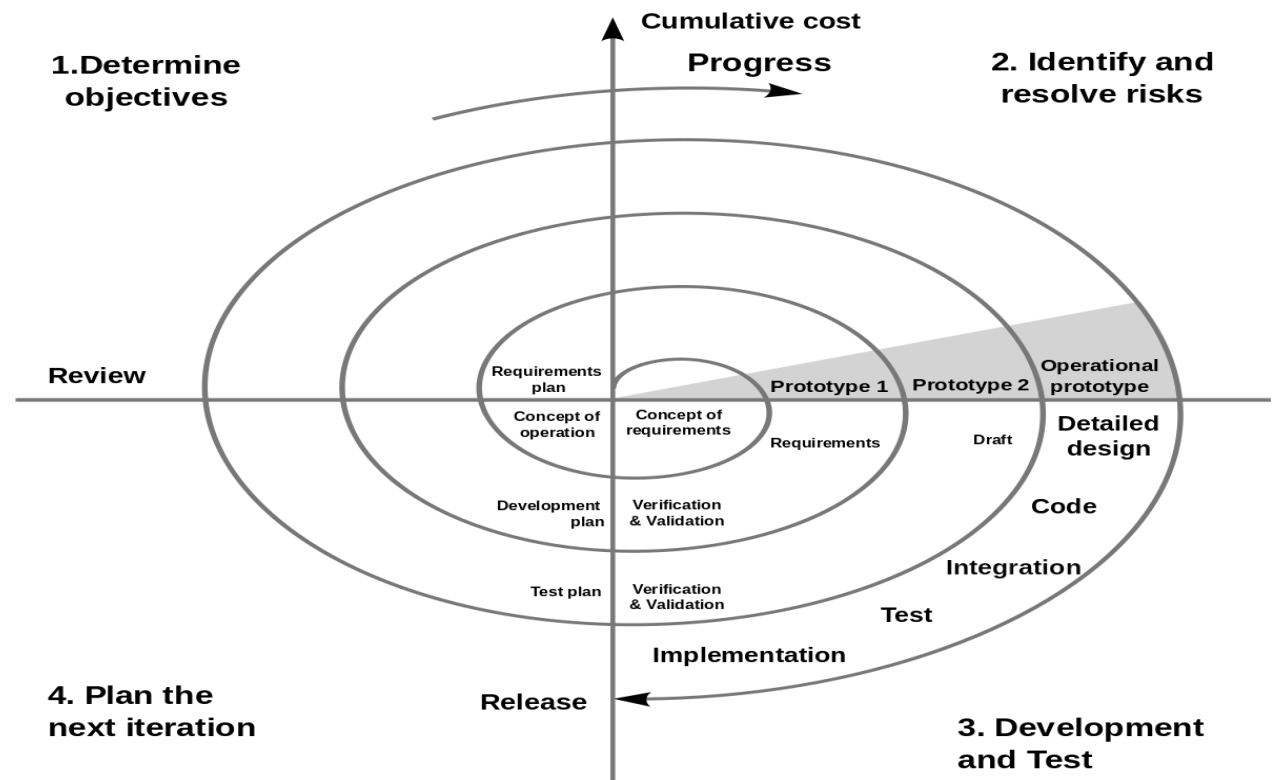 Cumulative cost
Progress
1.Determine
objectives
2. Identify and
resolve risks
Review
Requirements
plan
Concept of
operation
Concept of
requirements
Prototype 1
Prototype 2
Operational
prototype
Requirements
Draft
Detailed
design
Development
plan
Verification
& Validation
Code
Integration
Test plan
Verification
& Validation
Test
Implementation
Release
4. Plan the
next iteration
3. Development
and Test